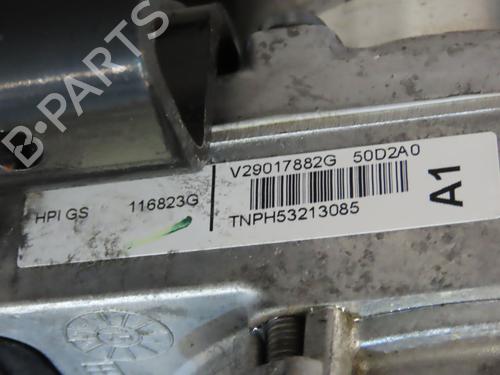 V29017882G 50D2A0
HPI GS 116823G
TNPH53213085
A1
B-PARTS